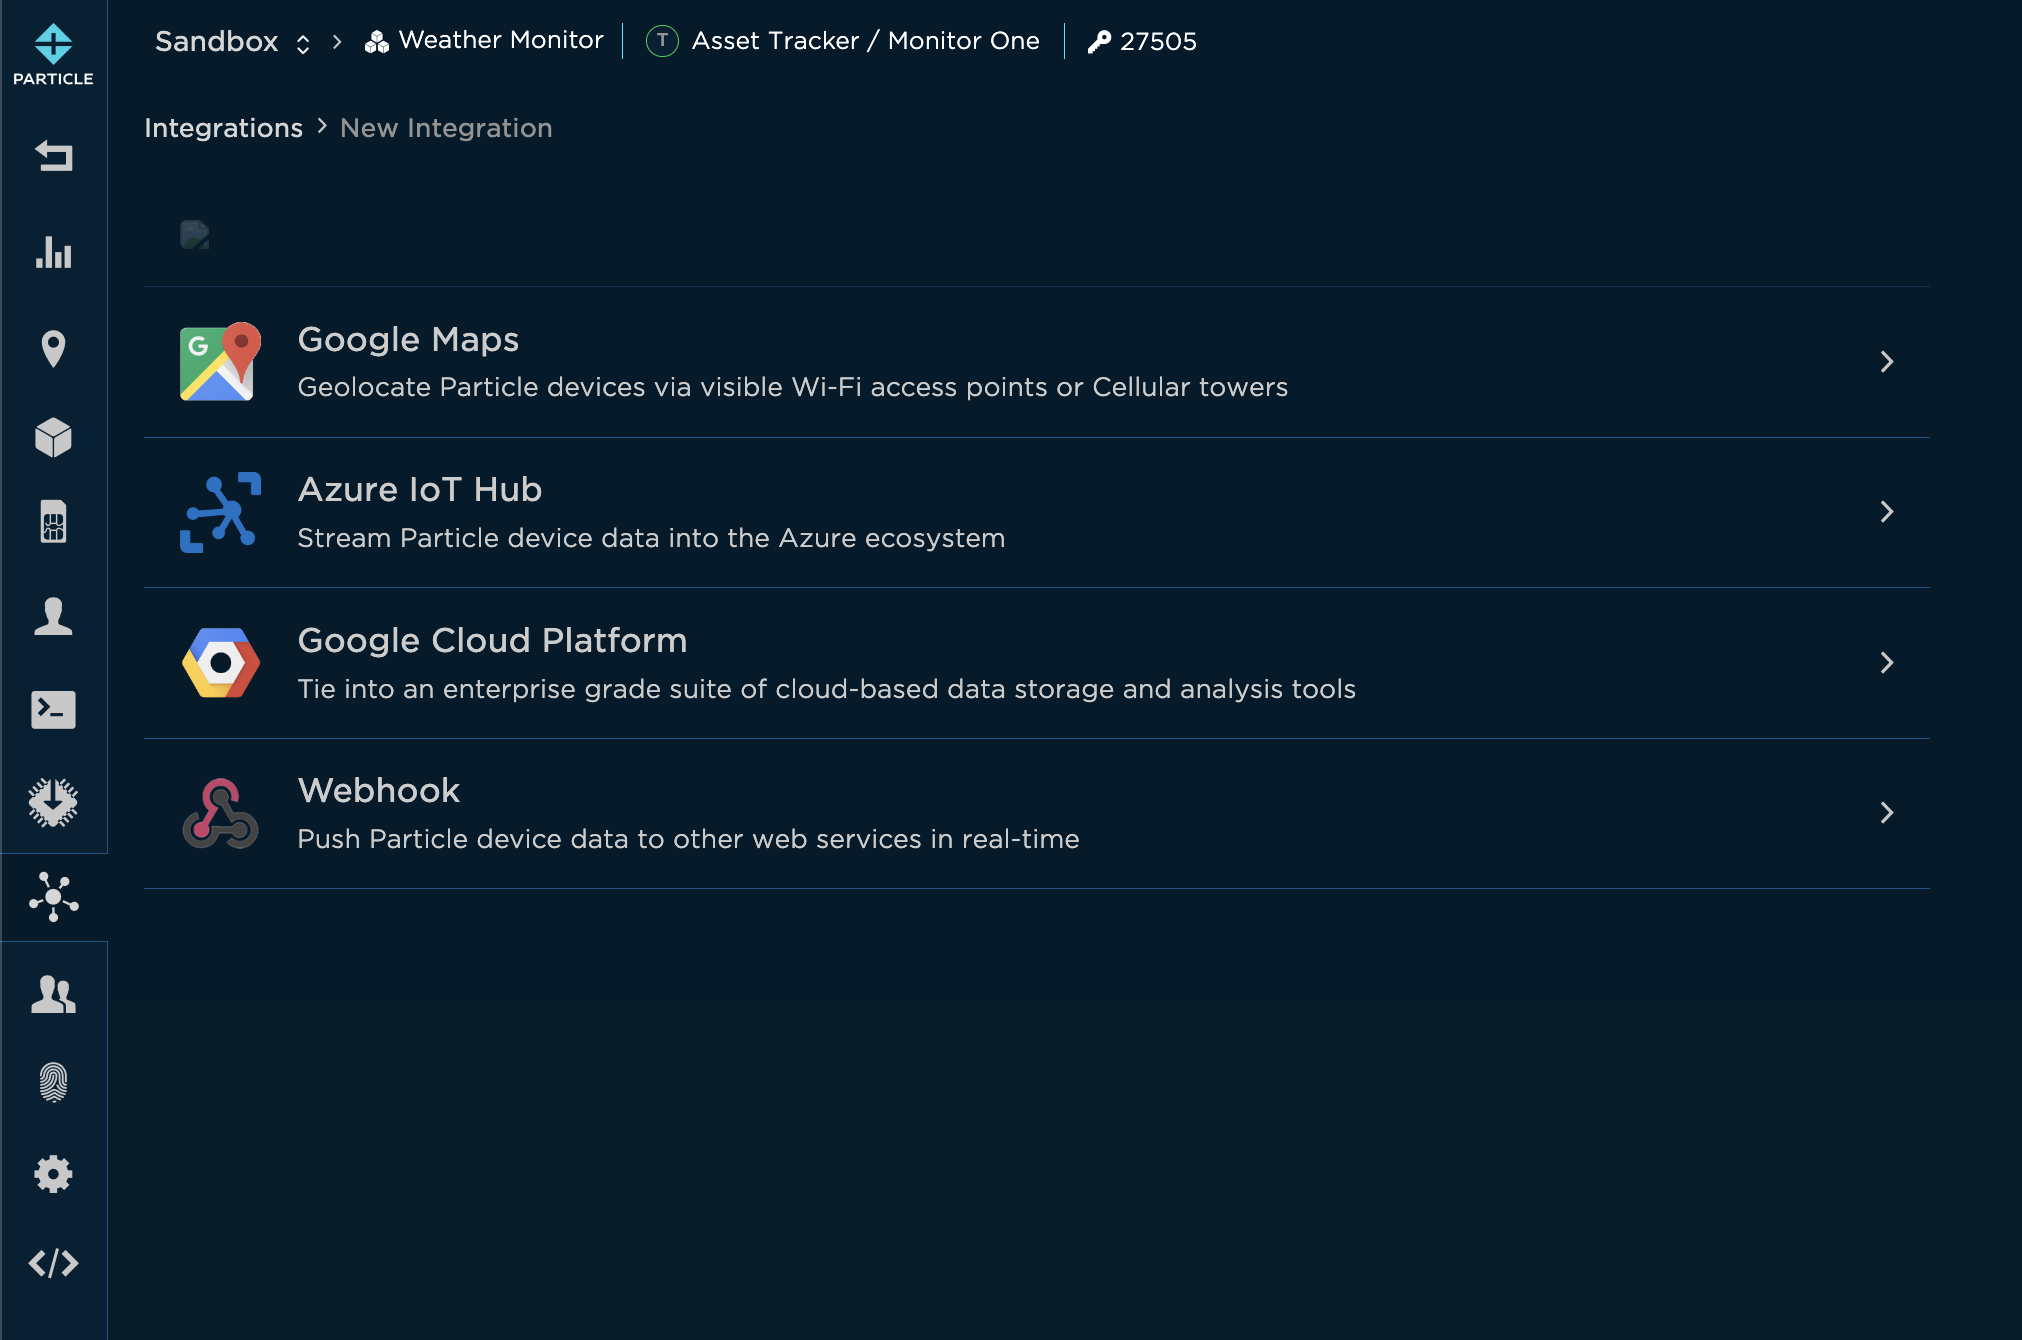 PARTICLE
Sandbox > Weather Monitor | T Asset Tracker / Monitor One | 27505
Integrations > New Integration
Google Maps
Geolocate Particle devices via visible Wi-Fi access points or Cellular towers
Azure IoT Hub
Stream Particle device data into the Azure ecosystem
Google Cloud Platform
Tie into an enterprise grade suite of cloud-based data storage and analysis tools
Webhook
Push Particle device data to other web services in real-time